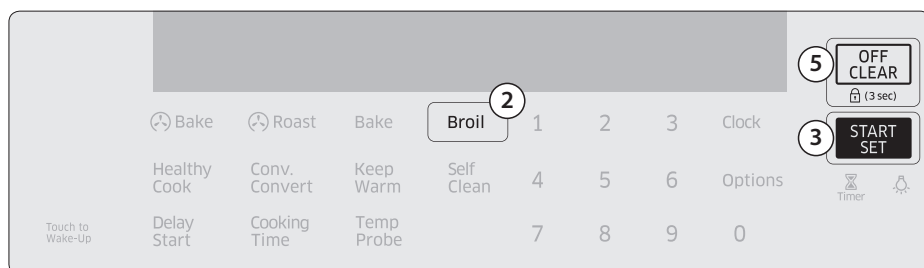 OFF
CLEAR
5
(3 sec)
2
Bake Roast Bake Broil 1 2 3 Clock
3
START
SET
Healthy
Cook
Conv.
Convert
Keep
Warm
Self
Clean
4 5 6 Options
Timer
Touch to
Wake-Up
Delay
Start
Cooking
Time
Temp
Probe
7 8 9 0